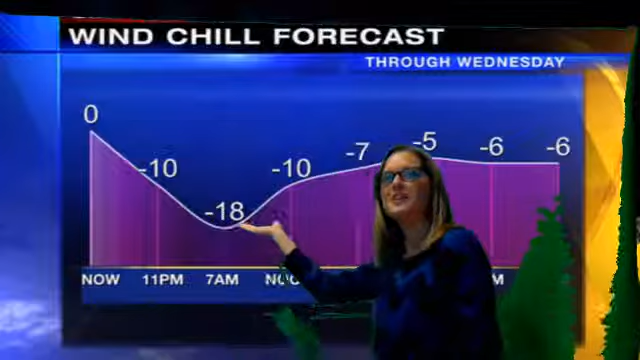 WIND CHILL FORECAST
THROUGH WEDNESDAY
0 -10 -18 -10 -7 -5 -6 -6
NOW 11PM 7AM